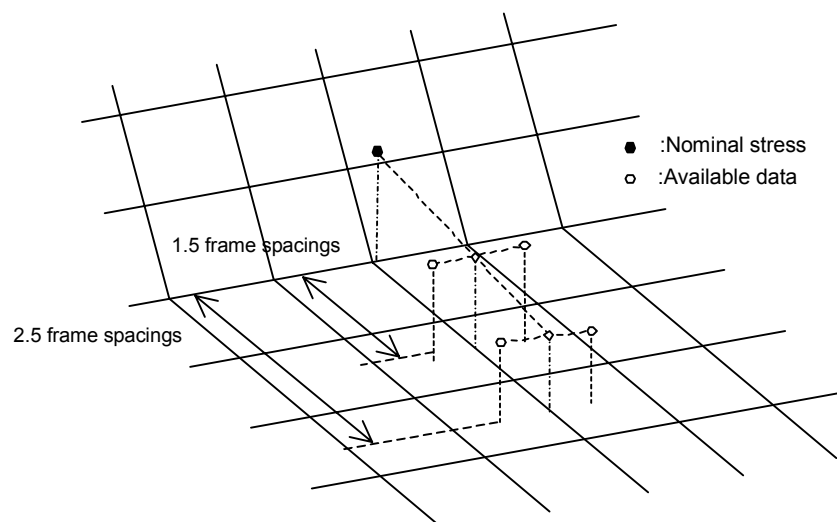 :Nominal stress
:Available data
1.5 frame spacings
2.5 frame spacings